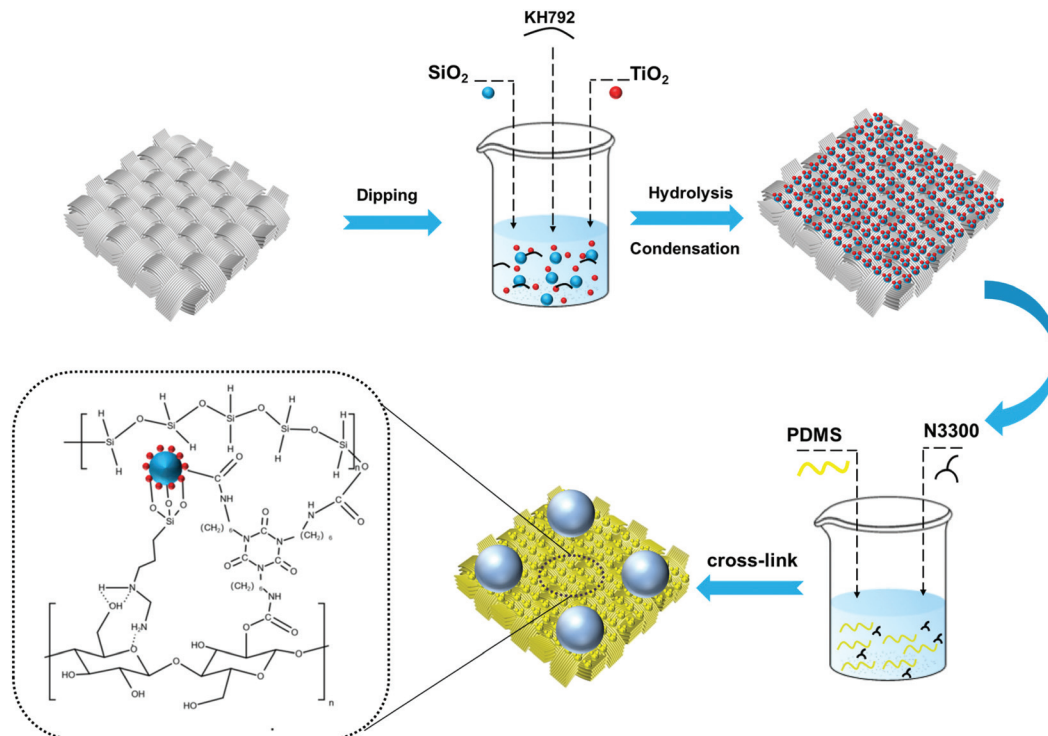 KH792
SiO₂
TiO₂
Dipping
Hydrolysis
Condensation
PDMS
N3300
cross-link
H H H
O O O O
Si Si Si Si Si
H H H H H
n
O
C
NH
H
N
C
O
O
O O O
Si
(CH₂)₆
(CH₂)₆
O O
N N
O N O
(CH₂)₆
NH
H
N
OH
H₂N
C
O
O
O
O
HO
OH
O
HO
OH
O
HO
n